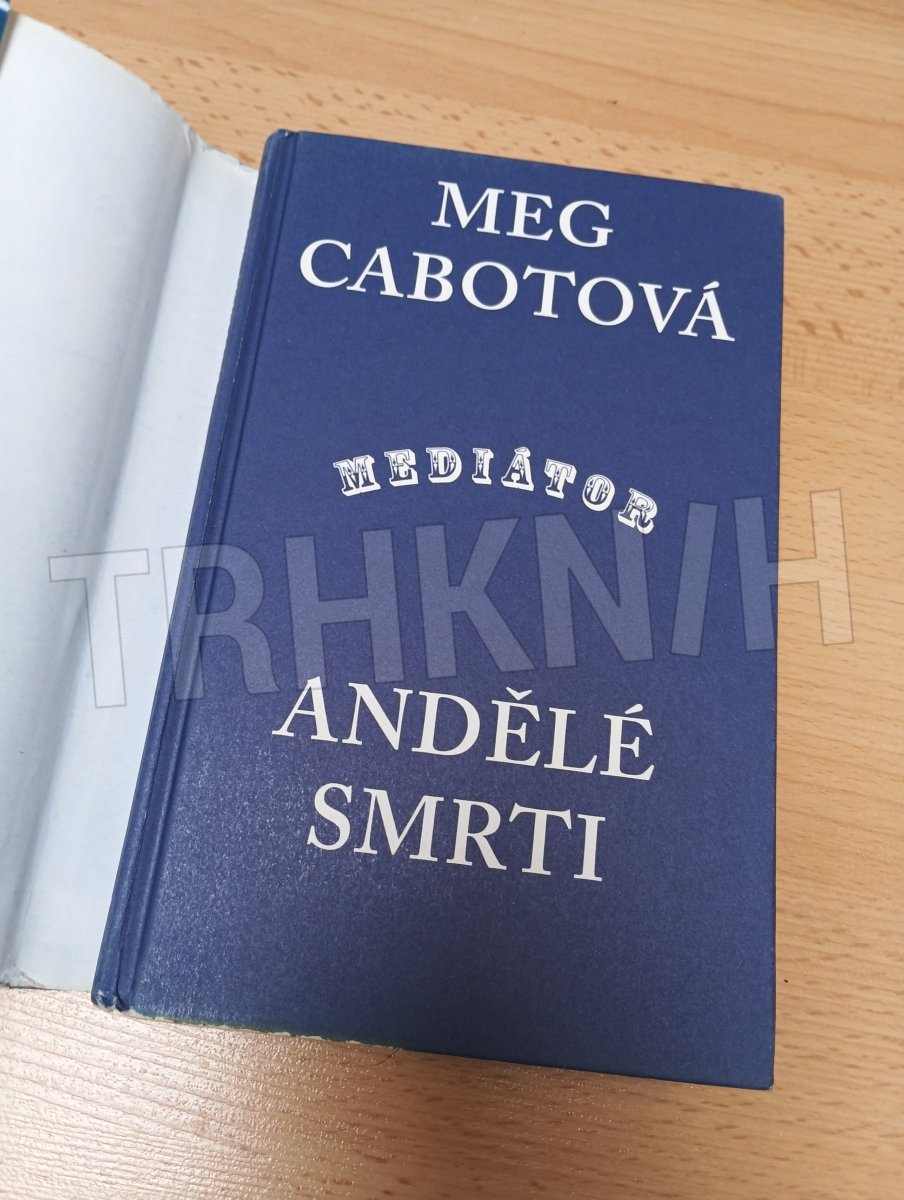 MEG
CABOTOVÁ
MEDIÁTOR
TRHKNIH
ANDĚLÉ
SMRTI